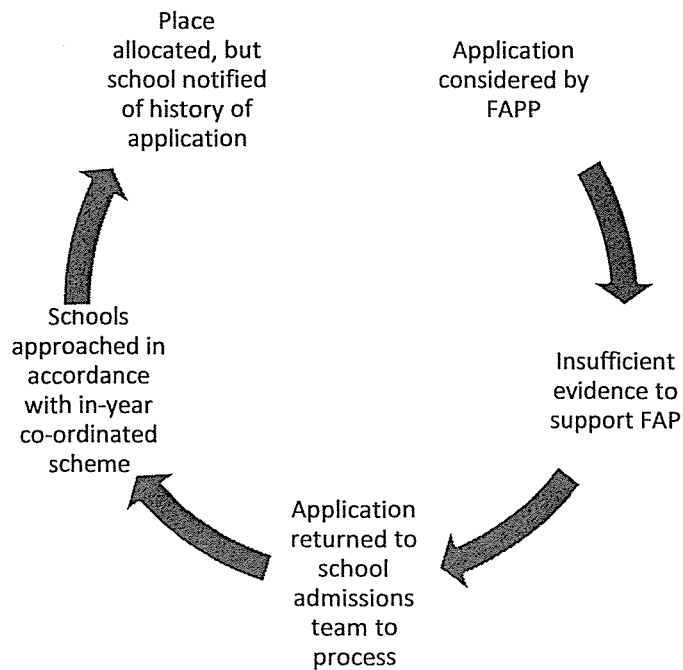 Application
considered by
FAPP
Insufficient
evidence to
support FAP
Application
returned to
school
admissions
team to
process
Schools
approached in
accordance
with in-year
co-ordinated
scheme
Place
allocated, but
school notified
of history of
application